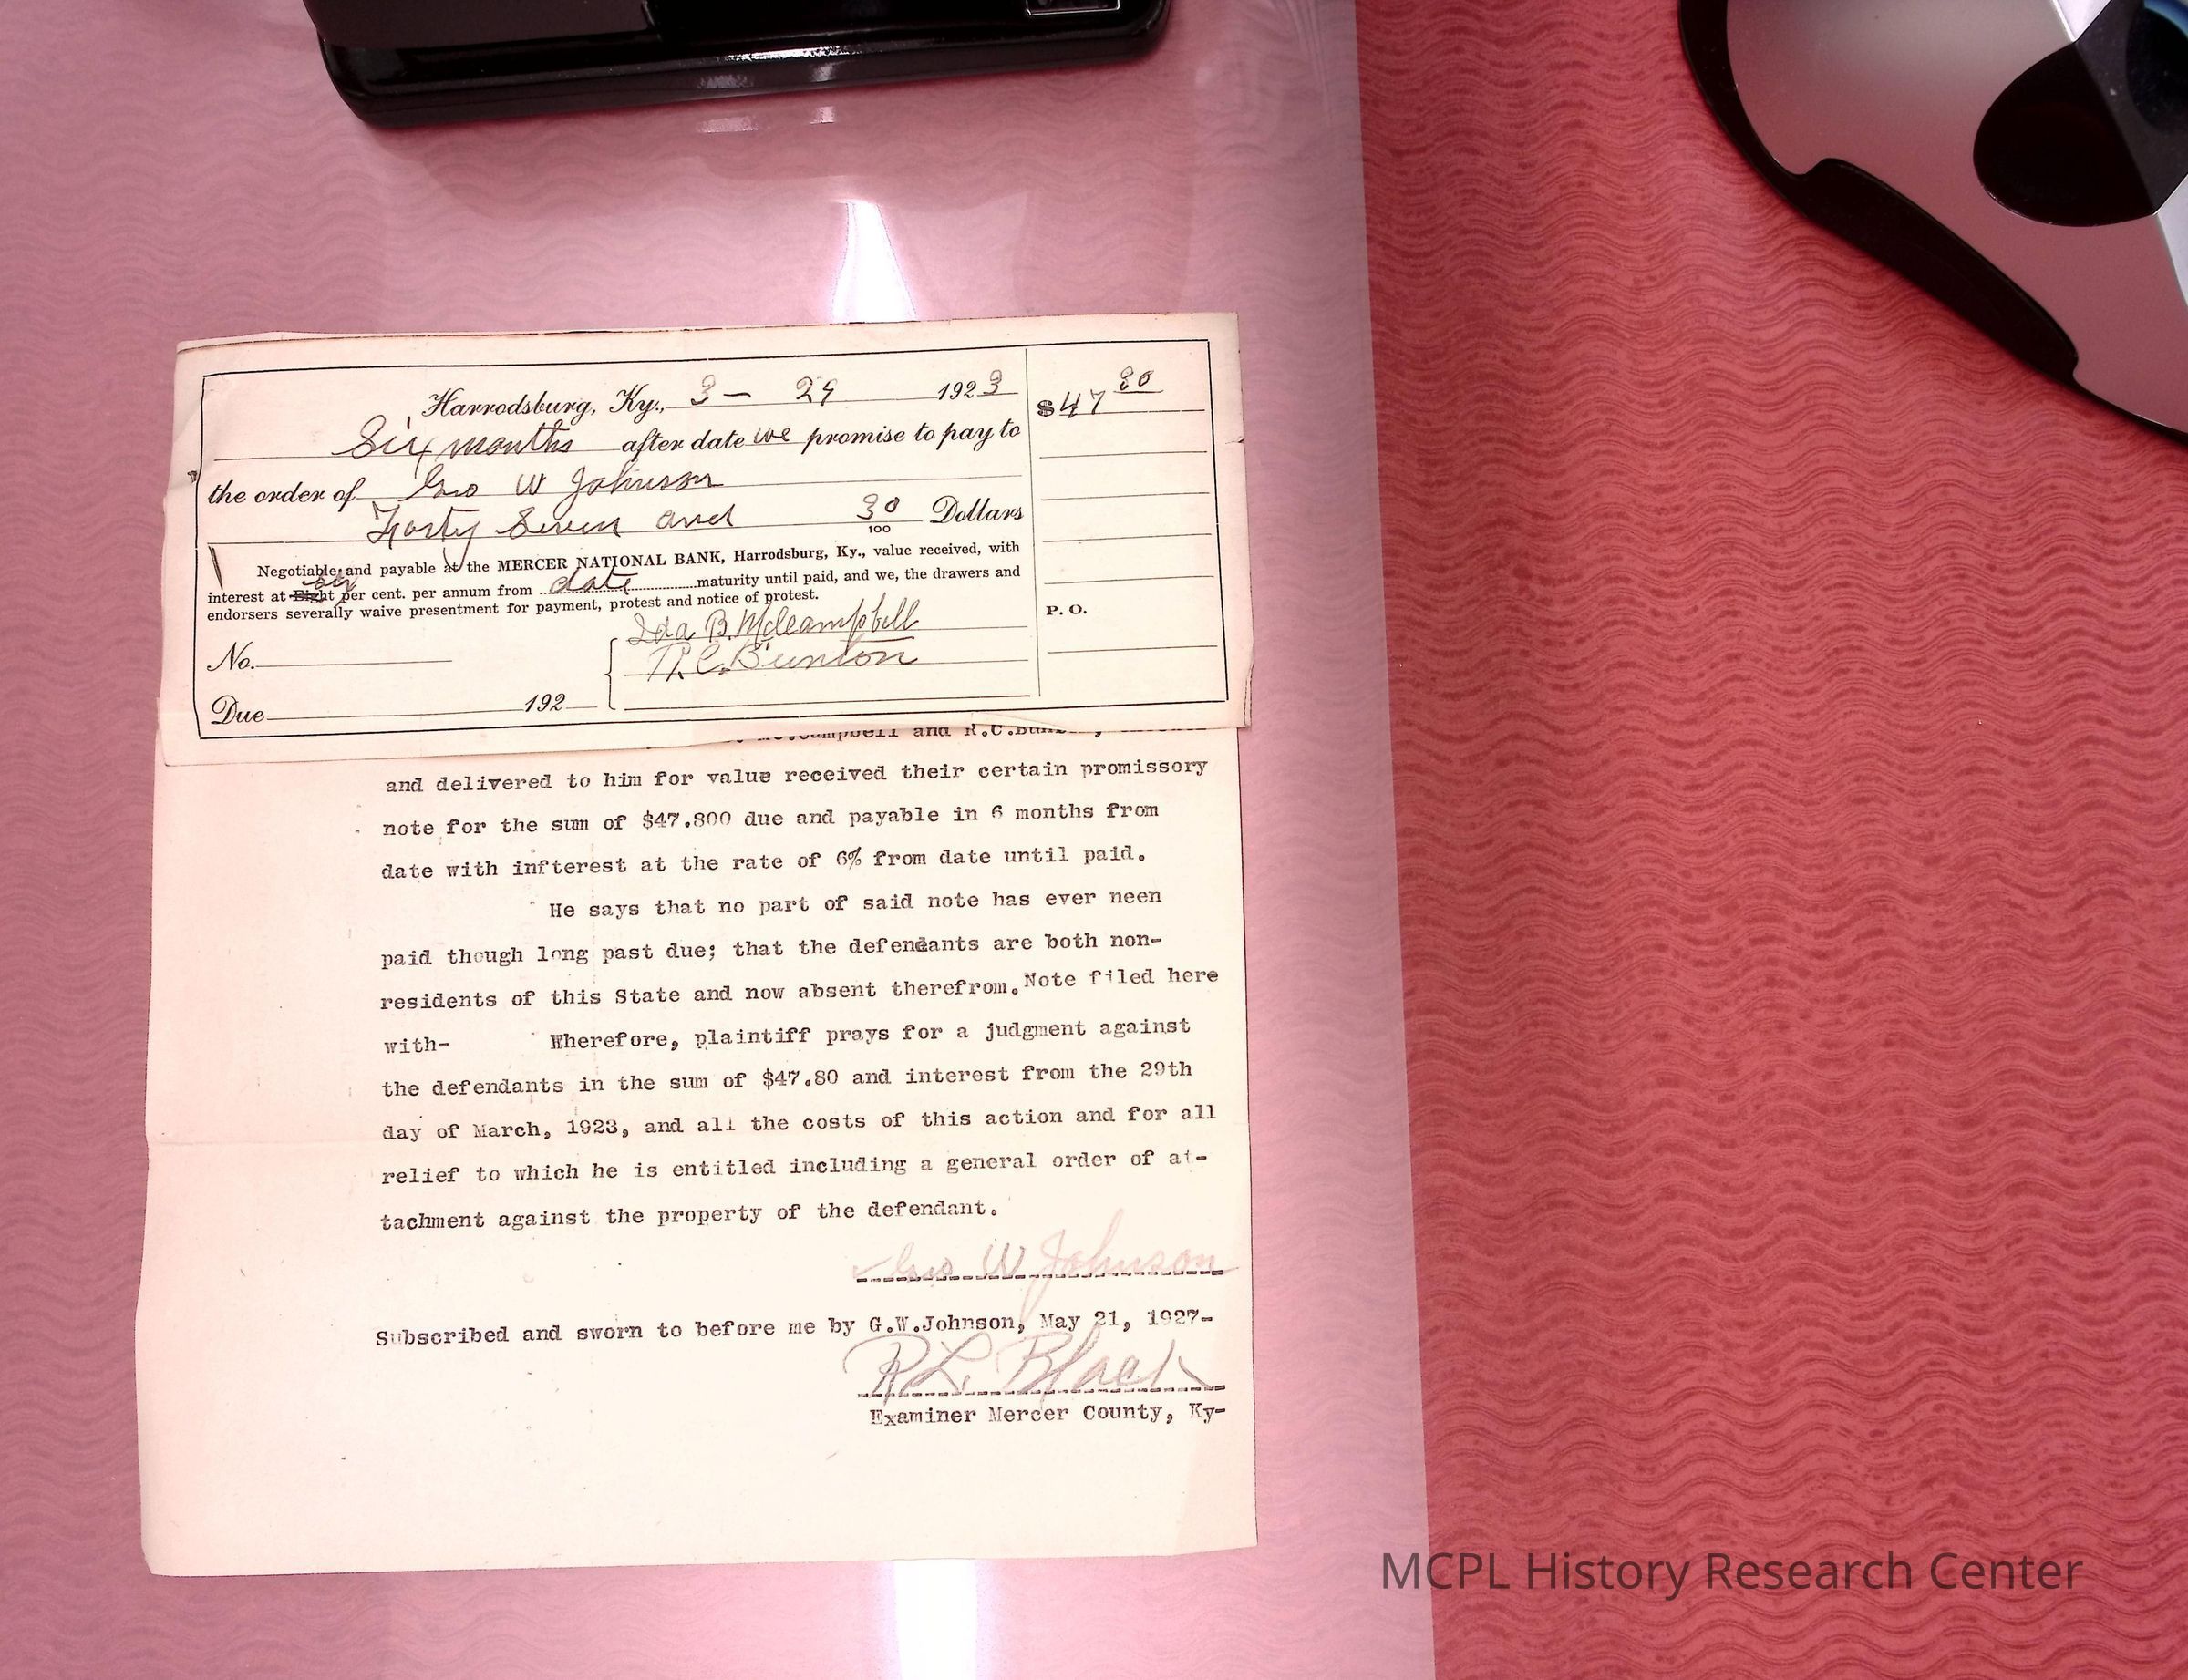 Harrodsburg, Ky., 3 - 29 1923
$47 80
Six months after date we promise to pay to
the order of Geo W Johnson
Forty Seven and 80/100 Dollars
Negotiable and payable at the MERCER NATIONAL BANK, Harrodsburg, Ky., value received, with
interest at Eight six per cent. per annum from date maturity until paid, and we, the drawers and
endorsers severally waive presentment for payment, protest and notice of protest.
P. O.
Ida B. McCampbell
No.
R.C. Bunton
Due 192
McCampbell and R.C.
and delivered to him for value received their certain promissory
note for the sum of $47.800 due and payable in 6 months from
date with infterest at the rate of 6% from date until paid.
He says that no part of said note has ever neen
paid though long past due; that the defendants are both non-
residents of this State and now absent therefrom. Note filed here
with- Wherefore, plaintiff prays for a judgment against
the defendants in the sum of $47.80 and interest from the 29th
day of March, 1923, and all the costs of this action and for all
relief to which he is entitled including a general order of at-
tachment against the property of the defendant.
Geo W Johnson
Subscribed and sworn to before me by G.W.Johnson, May 21, 1927-
R L. Black
Examiner Mercer County, Ky-
MCPL History Research Center